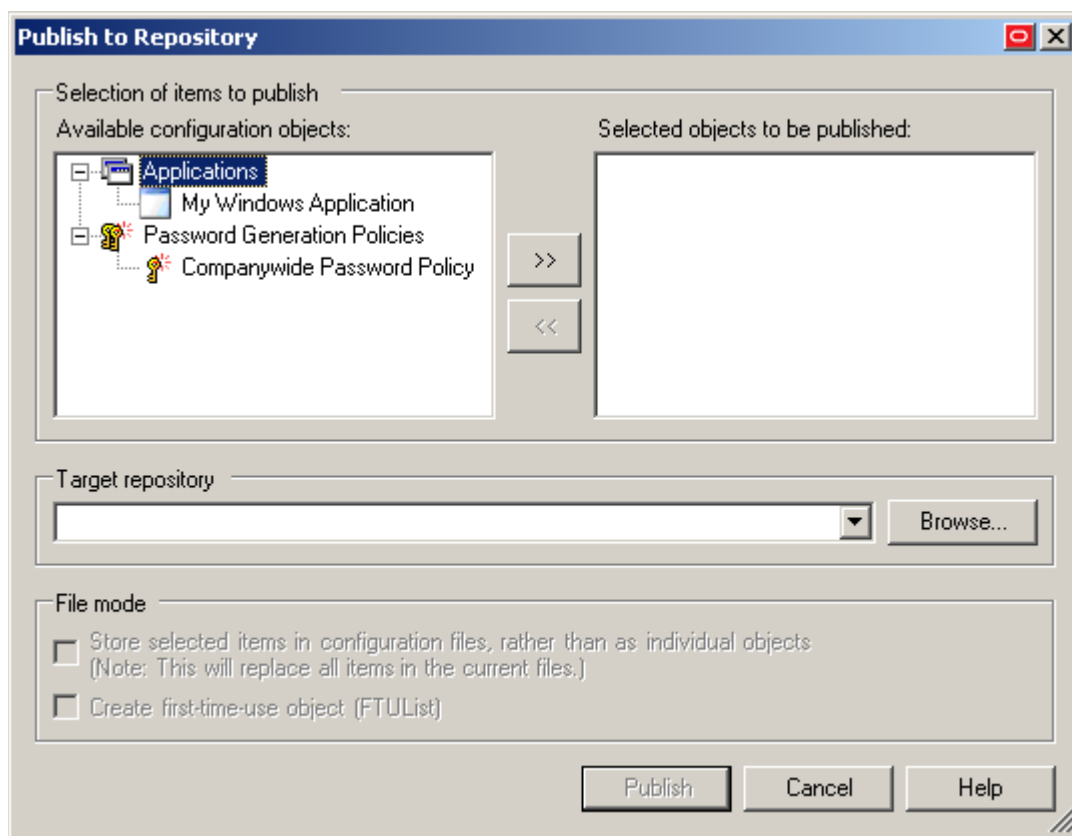 Publish to Repository
Selection of items to publish
Available configuration objects:
Selected objects to be published:
Applications
My Windows Application
Password Generation Policies
Companywide Password Policy
>>
<<
Target repository
Browse...
File mode
Store selected items in configuration files, rather than as individual objects
(Note: This will replace all items in the current files.)
Create first-time-use object (FTUList)
Publish
Cancel
Help